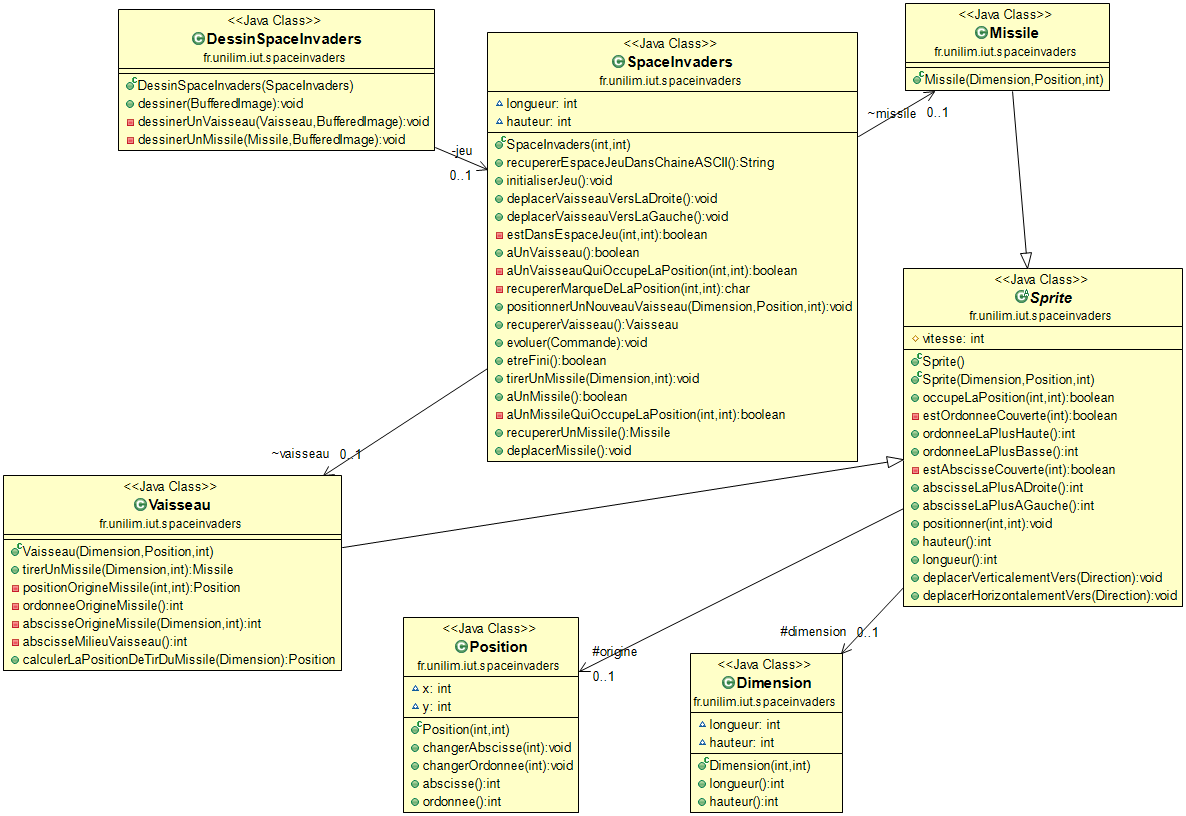 <<Java Class>>
DessinSpaceInvaders
fr.unilim.iut.spaceinvaders
DessinSpaceInvaders(SpaceInvaders)
dessiner(BufferedImage):void
dessinerUnVaisseau(Vaisseau,BufferedImage):void
dessinerUnMissile(Missile,BufferedImage):void
-jeu
0..1
<<Java Class>>
SpaceInvaders
fr.unilim.iut.spaceinvaders
longueur: int
hauteur: int
SpaceInvaders(int,int)
recupererEspaceJeuDansChaineASCII():String
initialiserJeu():void
deplacerVaisseauVersLaDroite():void
deplacerVaisseauVersLaGauche():void
estDansEspaceJeu(int,int):boolean
aUnVaisseau():boolean
aUnVaisseauQuiOccupeLaPosition(int,int):boolean
recupererMarqueDeLaPosition(int,int):char
positionnerUnNouveauVaisseau(Dimension,Position,int):void
recupererVaisseau():Vaisseau
evoluer(Commande):void
etreFini():boolean
tirerUnMissile(Dimension,int):void
aUnMissile():boolean
aUnMissileQuiOccupeLaPosition(int,int):boolean
recupererUnMissile():Missile
deplacerMissile():void
~missile
0..1
<<Java Class>>
Missile
fr.unilim.iut.spaceinvaders
Missile(Dimension,Position,int)
<<Java Class>>
Sprite
fr.unilim.iut.spaceinvaders
vitesse: int
Sprite()
Sprite(Dimension,Position,int)
occupeLaPosition(int,int):boolean
estOrdonneeCouverte(int):boolean
ordonneeLaPlusHaute():int
ordonneeLaPlusBasse():int
estAbscisseCouverte(int):boolean
abscisseLaPlusADroite():int
abscisseLaPlusAGauche():int
positionner(int,int):void
hauteur():int
longueur():int
deplacerVerticalementVers(Direction):void
deplacerHorizontalementVers(Direction):void
~vaisseau
0..1
<<Java Class>>
Vaisseau
fr.unilim.iut.spaceinvaders
Vaisseau(Dimension,Position,int)
tirerUnMissile(Dimension,int):Missile
positionOrigineMissile(int,int):Position
ordonneeOrigineMissile():int
abscisseOrigineMissile(Dimension,int):int
abscisseMilieuVaisseau():int
calculerLaPositionDeTirDuMissile(Dimension):Position
#origine
0..1
<<Java Class>>
Position
fr.unilim.iut.spaceinvaders
x: int
y: int
Position(int,int)
changerAbscisse(int):void
changerOrdonnee(int):void
abscisse():int
ordonnee():int
#dimension
0..1
<<Java Class>>
Dimension
fr.unilim.iut.spaceinvaders
longueur: int
hauteur: int
Dimension(int,int)
longueur():int
hauteur():int